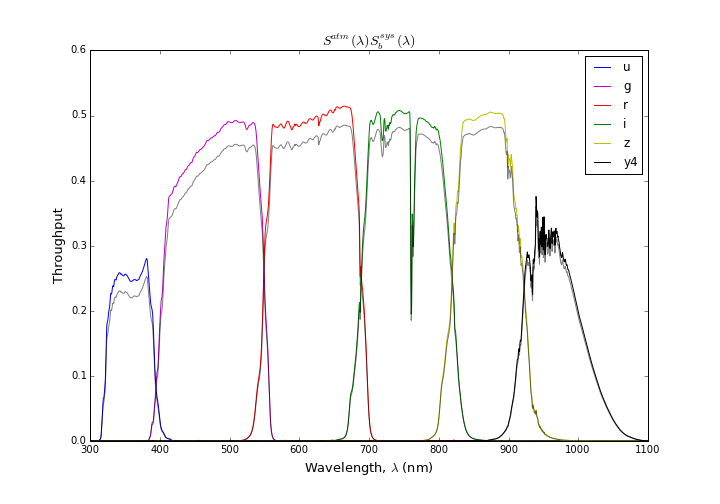 S^{atm}(λ)S_b^{sys}(λ)
0.6
0.5
0.4
0.3
0.2
0.1
0.0
Throughput
300 400 500 600 700 800 900 1000 1100
Wavelength, λ (nm)
u
g
r
i
z
y4